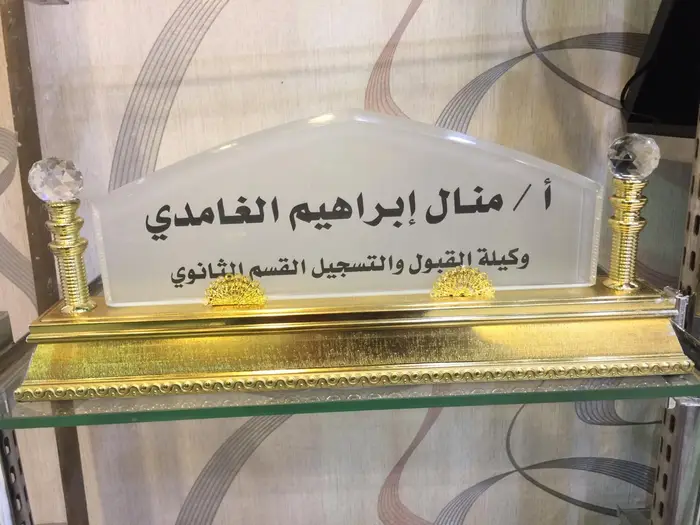 أ / منال إبراهيم الغامدي
وكيلة القبول والتسجيل القسم الثانوي